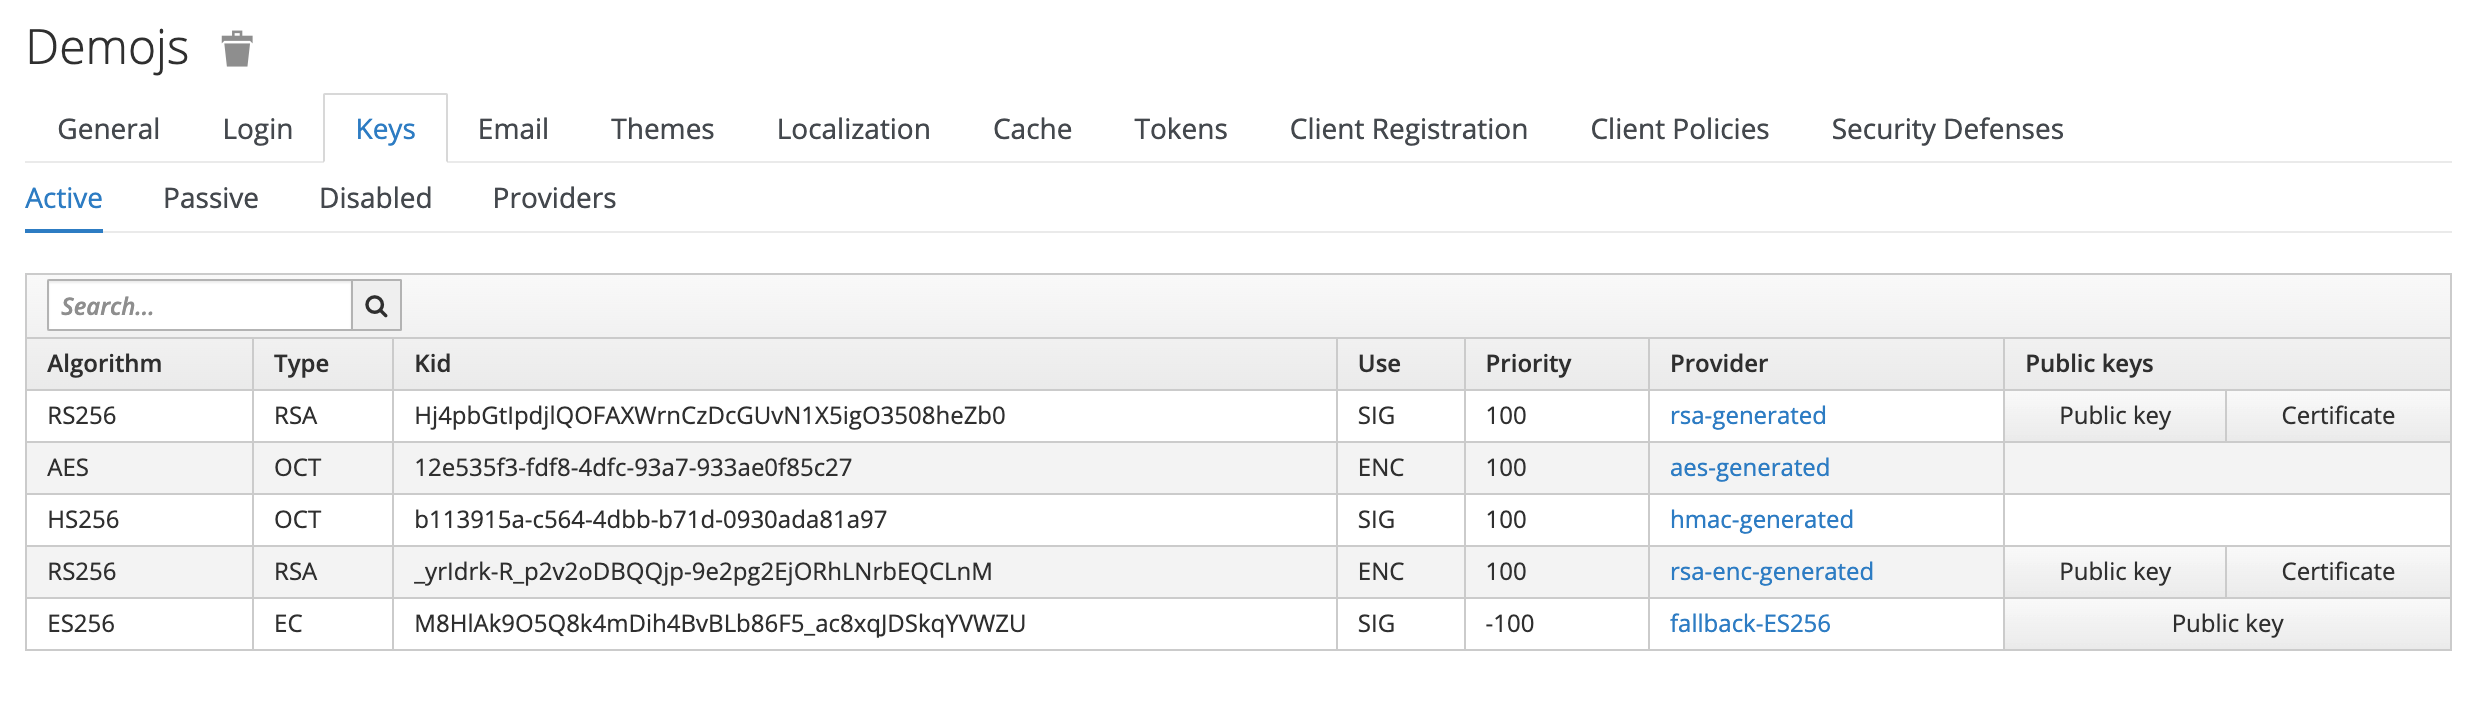 Demojs
General Login Keys Email Themes Localization Cache Tokens Client Registration Client Policies Security Defenses
Active Passive Disabled Providers
Search...
Algorithm Type Kid Use Priority Provider Public keys
RS256 RSA Hj4pbGtIpdjlQOFAXWrnCzDcGUvN1X5igO3508heZb0 SIG 100 rsa-generated Public key Certificate
AES OCT 12e535f3-fdf8-4dfc-93a7-933ae0f85c27 ENC 100 aes-generated
HS256 OCT b113915a-c564-4dbb-b71d-0930ada81a97 SIG 100 hmac-generated
RS256 RSA _yrIdrk-R_p2v2oDBQQjp-9e2pg2EjORhLNrbEQCLnM ENC 100 rsa-enc-generated Public key Certificate
ES256 EC M8HlAk9O5Q8k4mDih4BvBLb86F5_ac8xqJDSkqYVWZU SIG -100 fallback-ES256 Public key